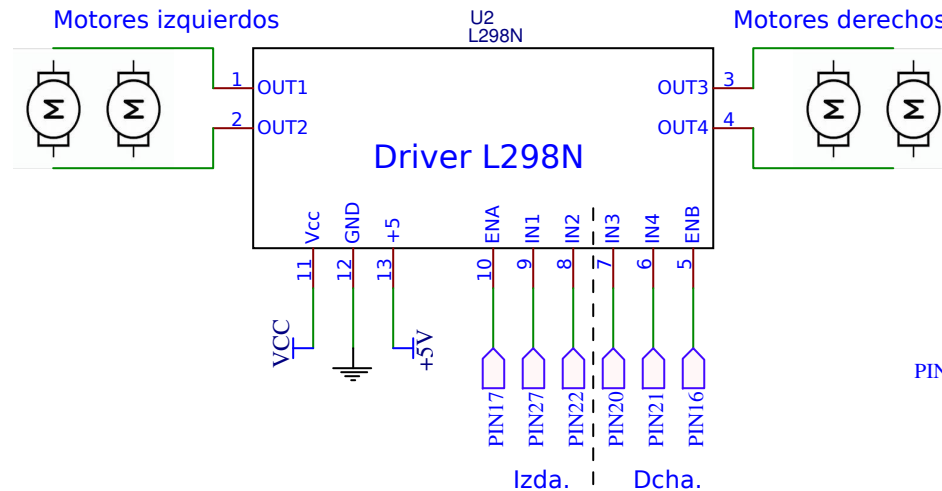 Motores izquierdos
U2
L298N
Motores derechos
1 OUT1
2 OUT2
3 OUT3
4 OUT4
M M M M
Driver L298N
Vcc GND +5 ENA IN1 IN2 IN3 IN4 ENB
11 12 13 10 9 8 7 6 5
VCC +5V
PIN17 PIN27 PIN22 PIN20 PIN21 PIN16
PIN
Izda. Dcha.